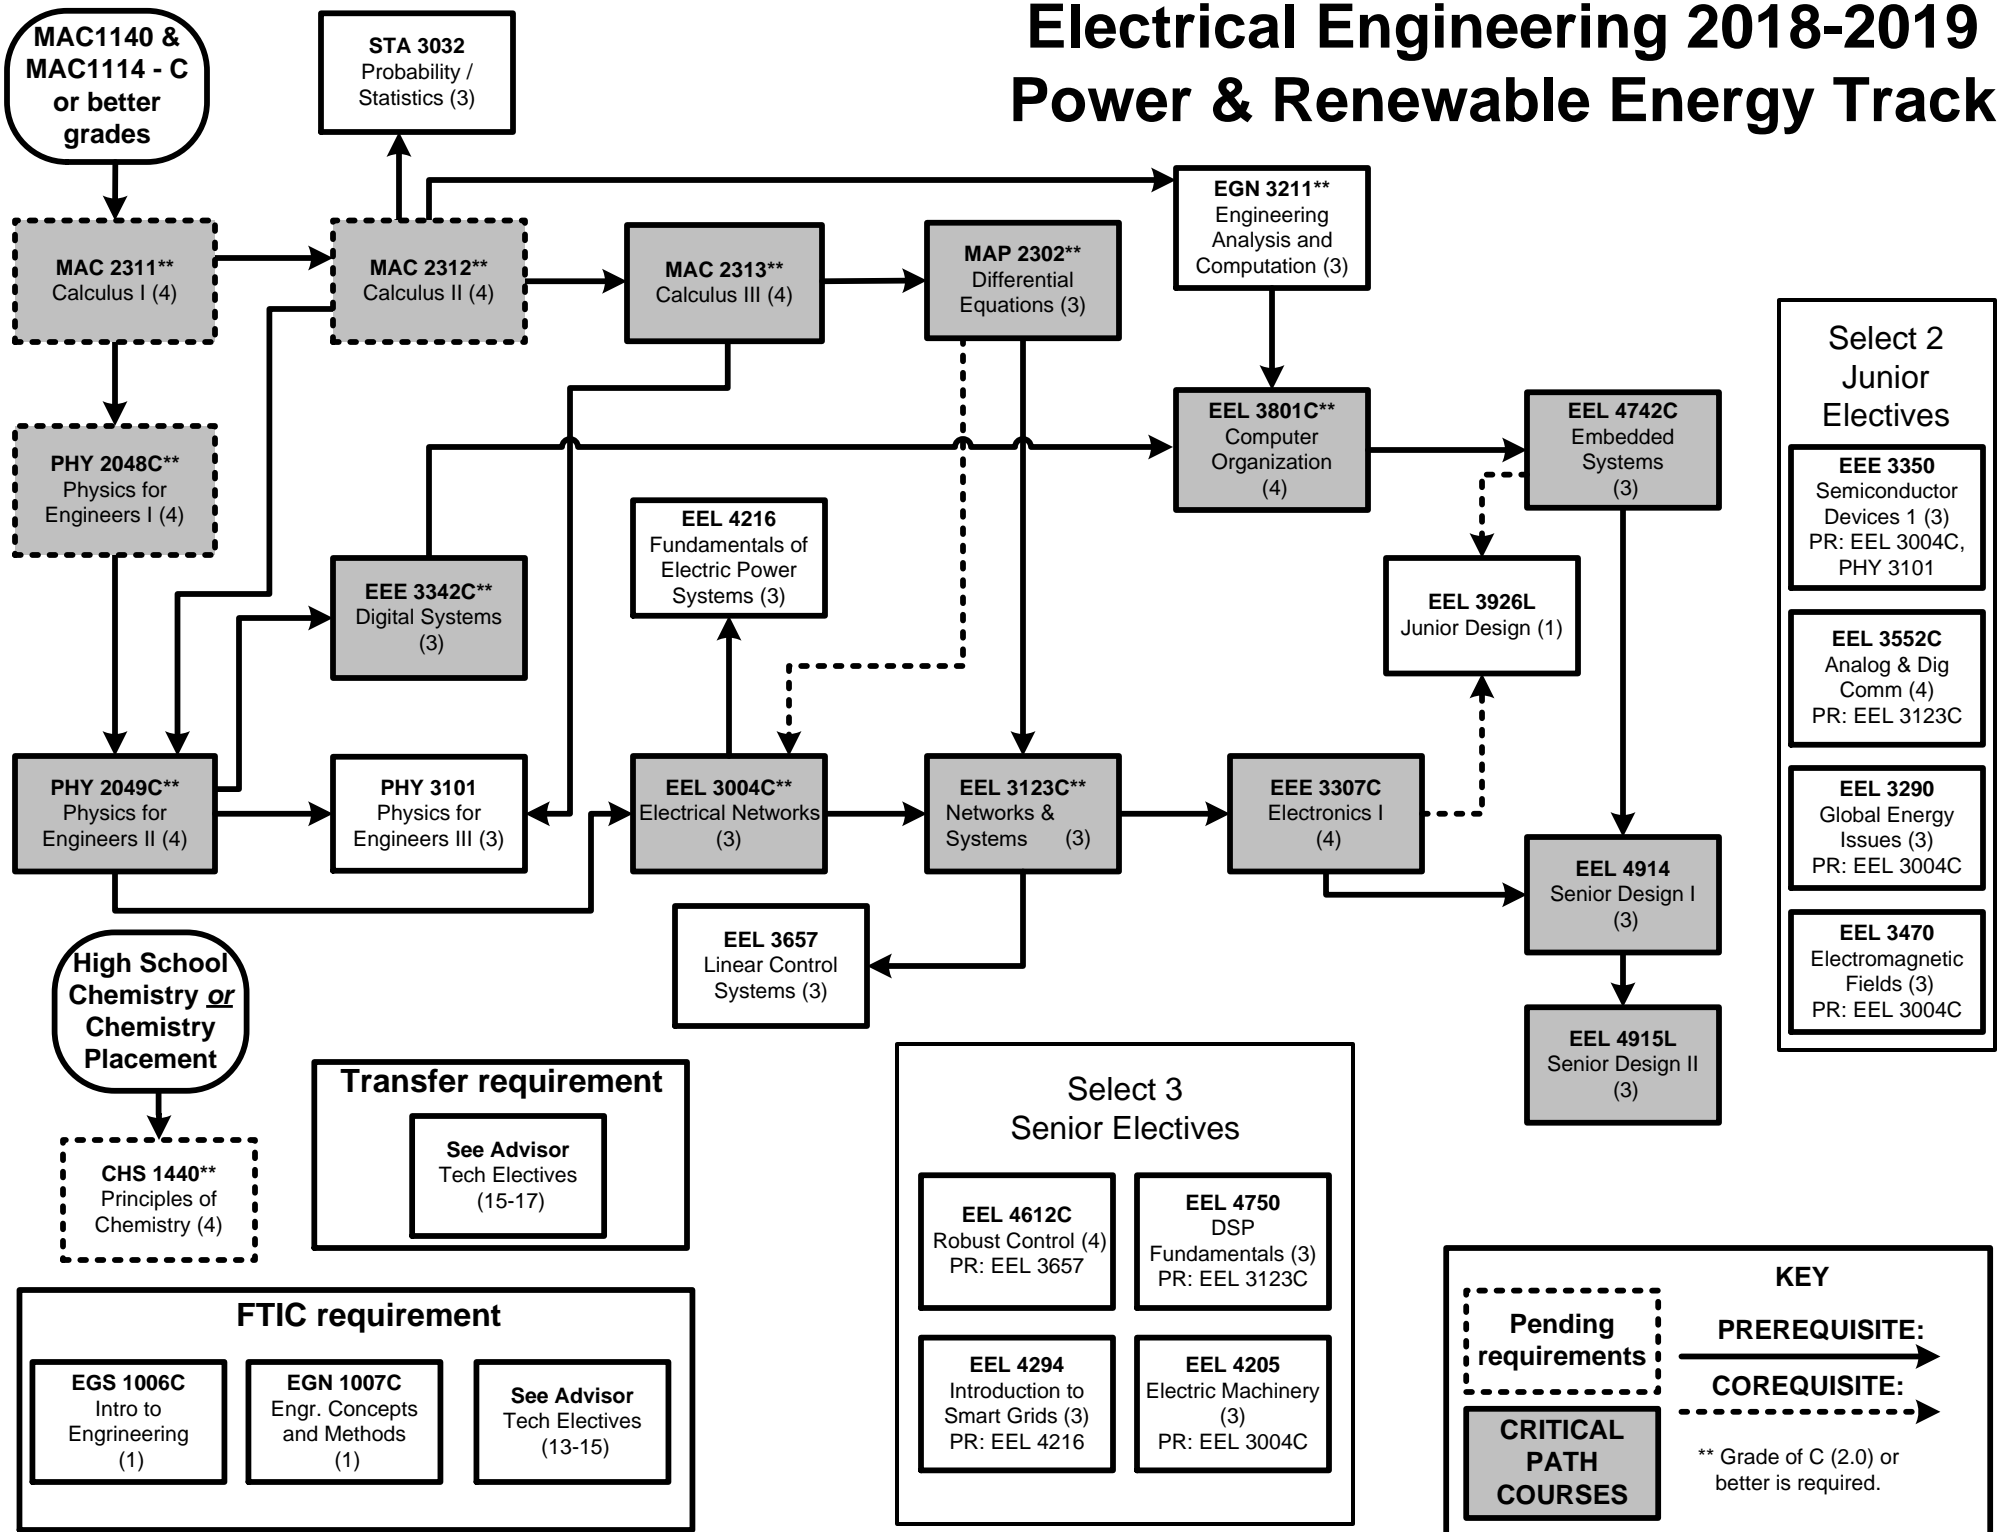 Electrical Engineering 2018-2019
Power & Renewable Energy Track
MAC1140 &
MAC1114 - C
or better
grades
STA 3032
Probability /
Statistics (3)
EGN 3211**
Engineering
Analysis and
Computation (3)
MAC 2311**
Calculus I (4)
MAC 2312**
Calculus II (4)
MAC 2313**
Calculus III (4)
MAP 2302**
Differential
Equations (3)
PHY 2048C**
Physics for
Engineers I (4)
EEL 3801C**
Computer
Organization
(4)
EEL 4742C
Embedded
Systems
(3)
EEL 4216
Fundamentals of
Electric Power
Systems (3)
EEE 3342C**
Digital Systems
(3)
EEL 3926L
Junior Design (1)
PHY 2049C**
Physics for
Engineers II (4)
PHY 3101
Physics for
Engineers III (3)
EEL 3004C**
Electrical Networks
(3)
EEL 3123C**
Networks &
Systems (3)
EEE 3307C
Electronics I
(4)
EEL 4914
Senior Design I
(3)
EEL 3657
Linear Control
Systems (3)
EEL 4915L
Senior Design II
(3)
Select 2
Junior
Electives
EEE 3350
Semiconductor
Devices 1 (3)
PR: EEL 3004C,
PHY 3101
EEL 3552C
Analog & Dig
Comm (4)
PR: EEL 3123C
EEL 3290
Global Energy
Issues (3)
PR: EEL 3004C
EEL 3470
Electromagnetic
Fields (3)
PR: EEL 3004C
High School
Chemistry or
Chemistry
Placement
CHS 1440**
Principles of
Chemistry (4)
Transfer requirement
See Advisor
Tech Electives
(15-17)
FTIC requirement
EGS 1006C
Intro to
Engrineering
(1)
EGN 1007C
Engr. Concepts
and Methods
(1)
See Advisor
Tech Electives
(13-15)
Select 3
Senior Electives
EEL 4612C
Robust Control (4)
PR: EEL 3657
EEL 4750
DSP
Fundamentals (3)
PR: EEL 3123C
EEL 4294
Introduction to
Smart Grids (3)
PR: EEL 4216
EEL 4205
Electric Machinery
(3)
PR: EEL 3004C
KEY
Pending
requirements
PREREQUISITE:
COREQUISITE:
CRITICAL
PATH
COURSES
** Grade of C (2.0) or
better is required.